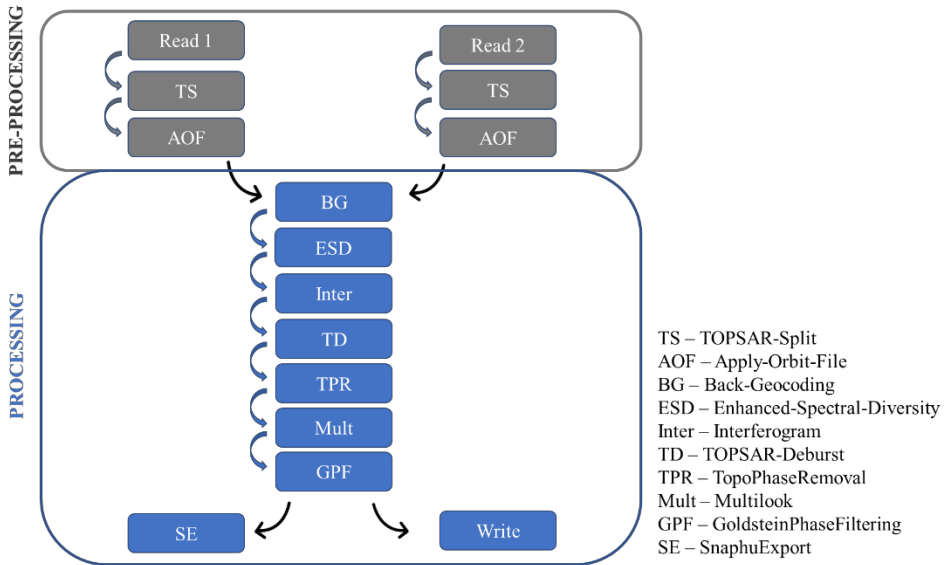 PRE-PROCESSING
Read 1
TS
AOF
Read 2
TS
AOF
PROCESSING
BG
ESD
Inter
TD
TPR
Mult
GPF
SE
Write
TS – TOPSAR-Split
AOF – Apply-Orbit-File
BG – Back-Geocoding
ESD – Enhanced-Spectral-Diversity
Inter – Interferogram
TD – TOPSAR-Deburst
TPR – TopoPhaseRemoval
Mult – Multilook
GPF – GoldsteinPhaseFiltering
SE – SnaphuExport